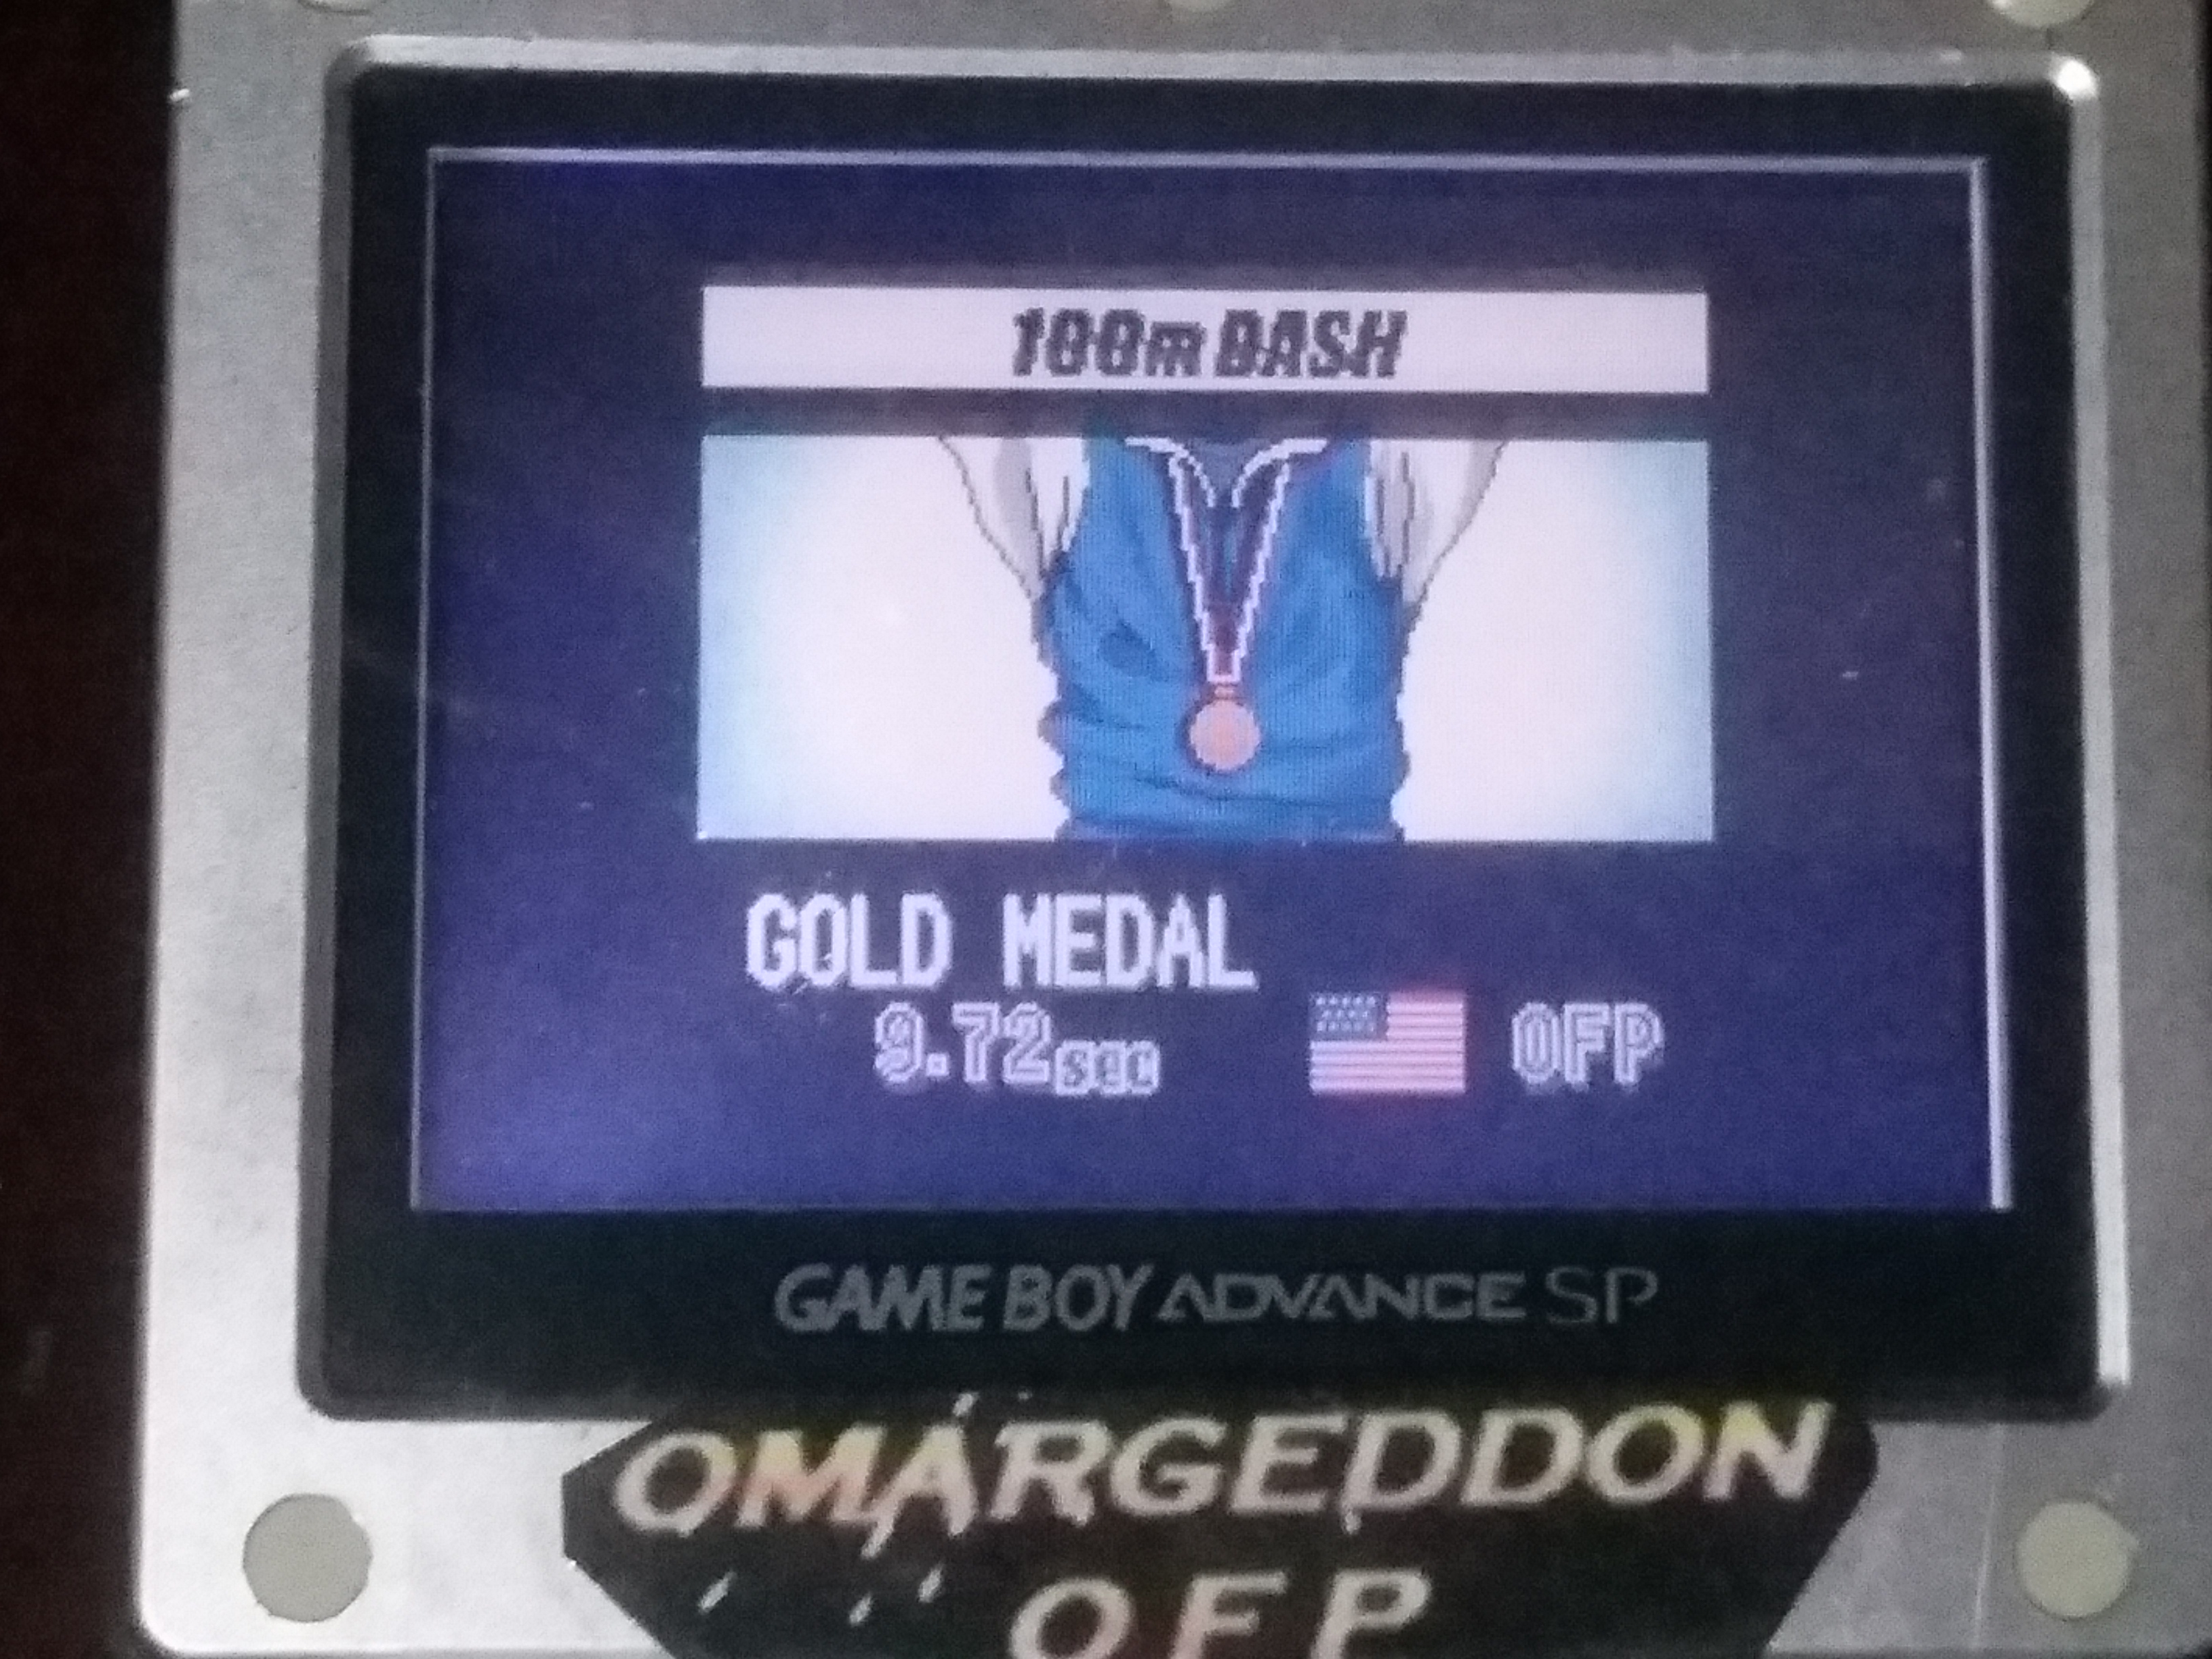 100m DASH
GOLD MEDAL
9.72sec OFP
GAME BOY ADVANCE SP
OMARGEDDON
OFP